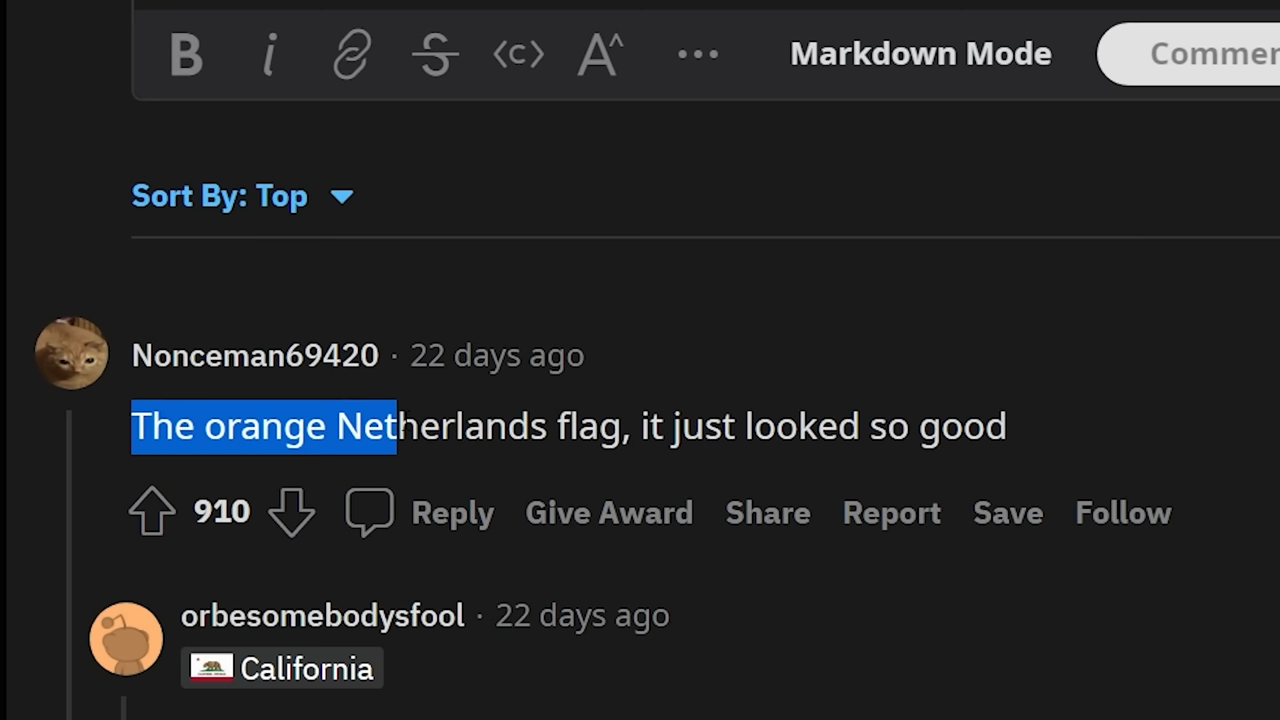 B i S <c> A^ ... Markdown Mode Commen
Sort By: Top
Nonceman69420 · 22 days ago
The orange Netherlands flag, it just looked so good
910 Reply Give Award Share Report Save Follow
orbesomebodysfool · 22 days ago
California